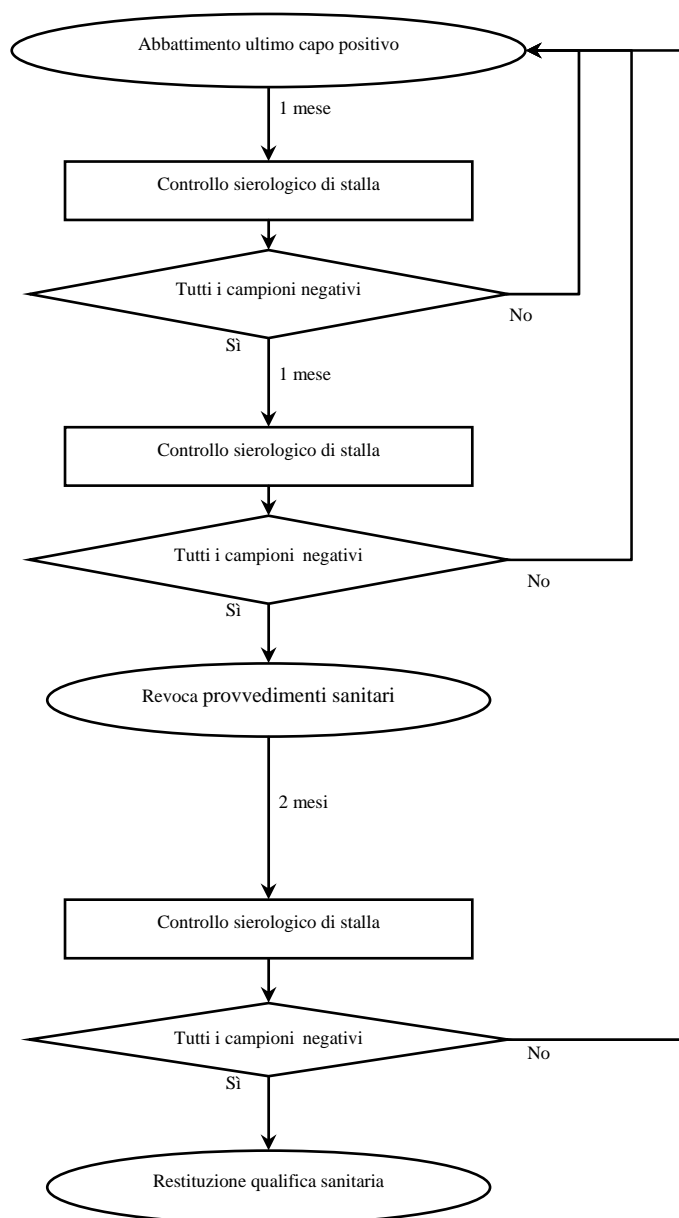 Abbattimento ultimo capo positivo
1 mese
Controllo sierologico di stalla
Tutti i campioni negativi
No
Sì
1 mese
Controllo sierologico di stalla
Tutti i campioni negativi
No
Sì
Revoca provvedimenti sanitari
2 mesi
Controllo sierologico di stalla
Tutti i campioni negativi
No
Sì
Restituzione qualifica sanitaria